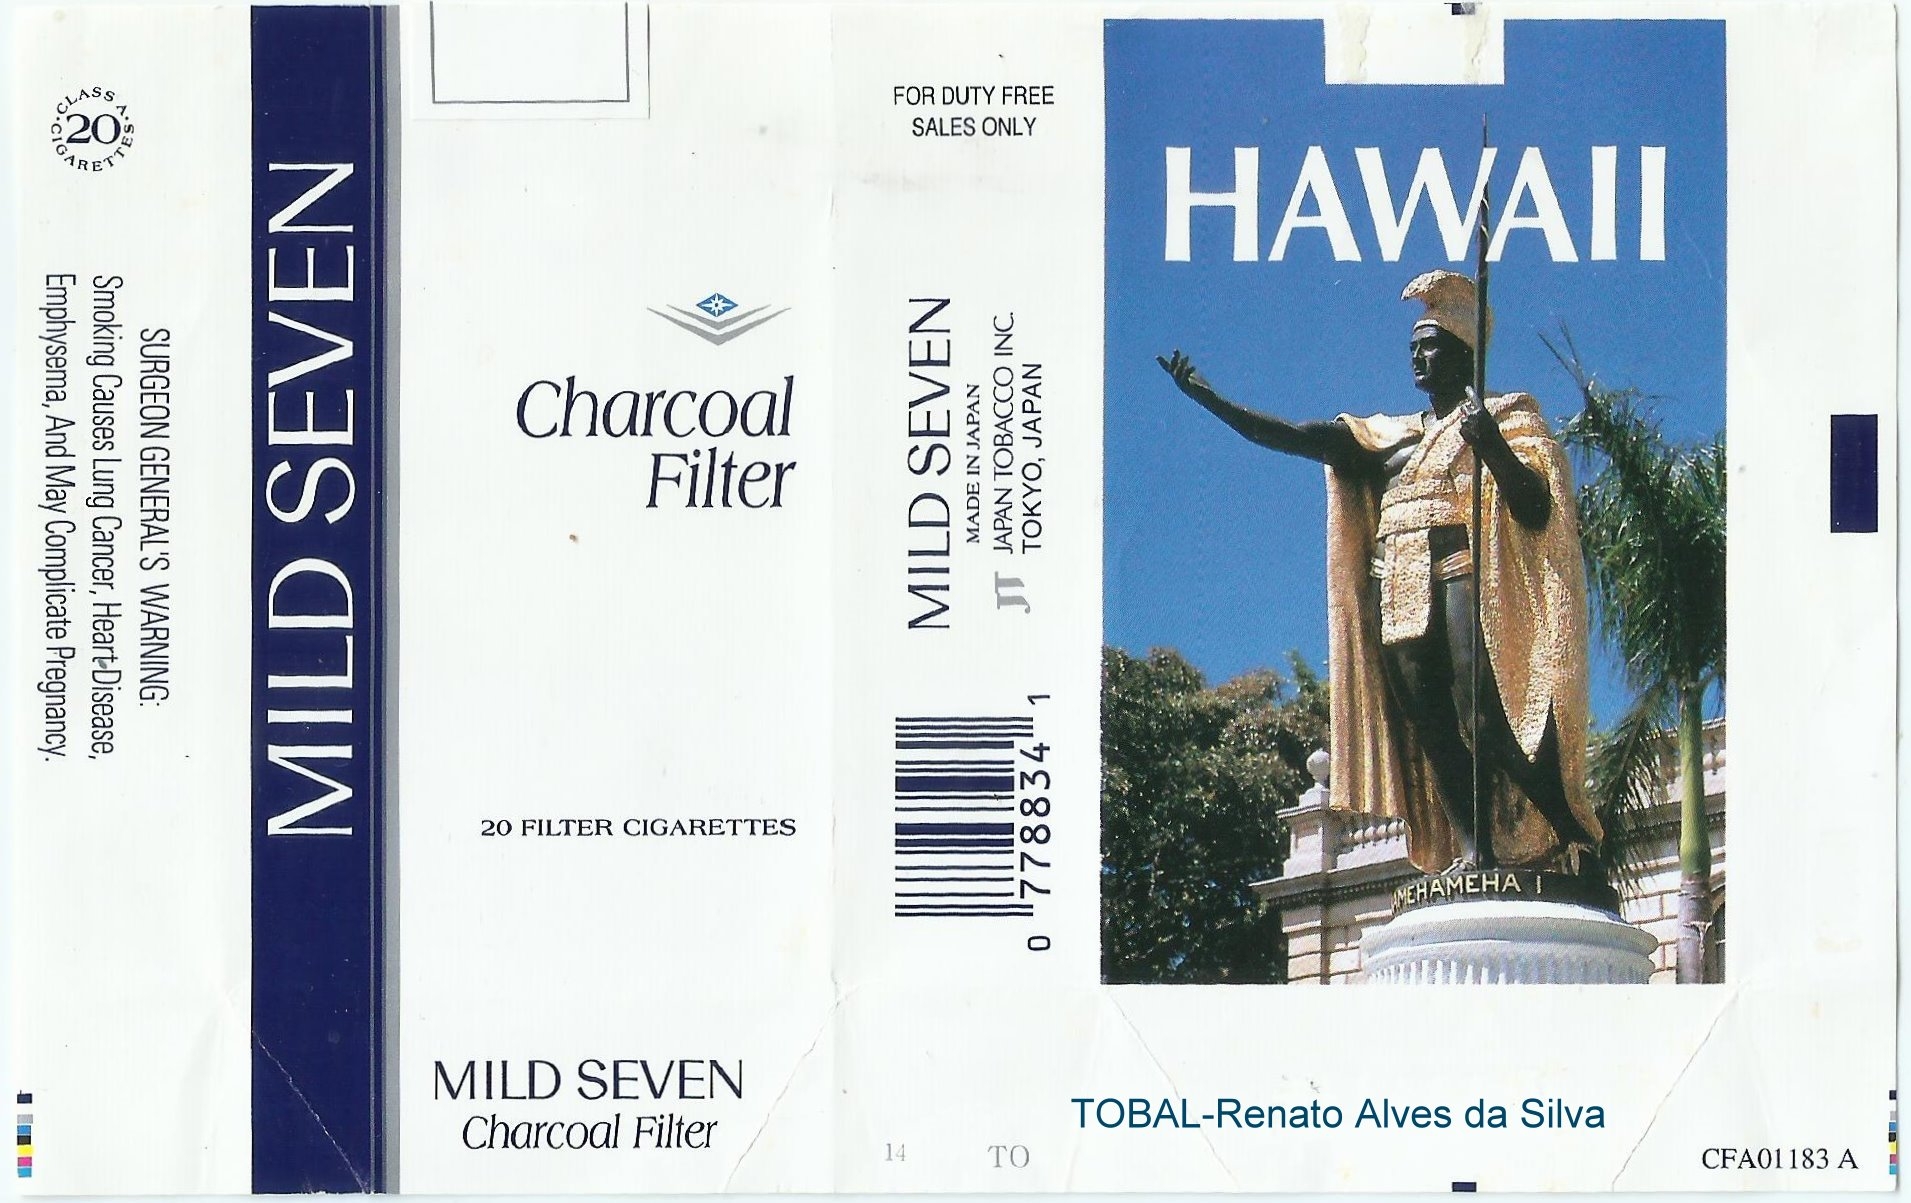 CLASS A
20
CIGARETTES
SURGEON GENERAL'S WARNING:
Smoking Causes Lung Cancer, Heart Disease,
Emphysema, And May Complicate Pregnancy.
MILD SEVEN
Charcoal
Filter
20 FILTER CIGARETTES
MILD SEVEN
Charcoal Filter
FOR DUTY FREE
SALES ONLY
MILD SEVEN
MADE IN JAPAN
JT
JAPAN TOBACCO INC.
TOKYO, JAPAN
0 778834 1
14
TO
HAWAII
AMEHAMEHA I
TOBAL-Renato Alves da Silva
CFA01183 A